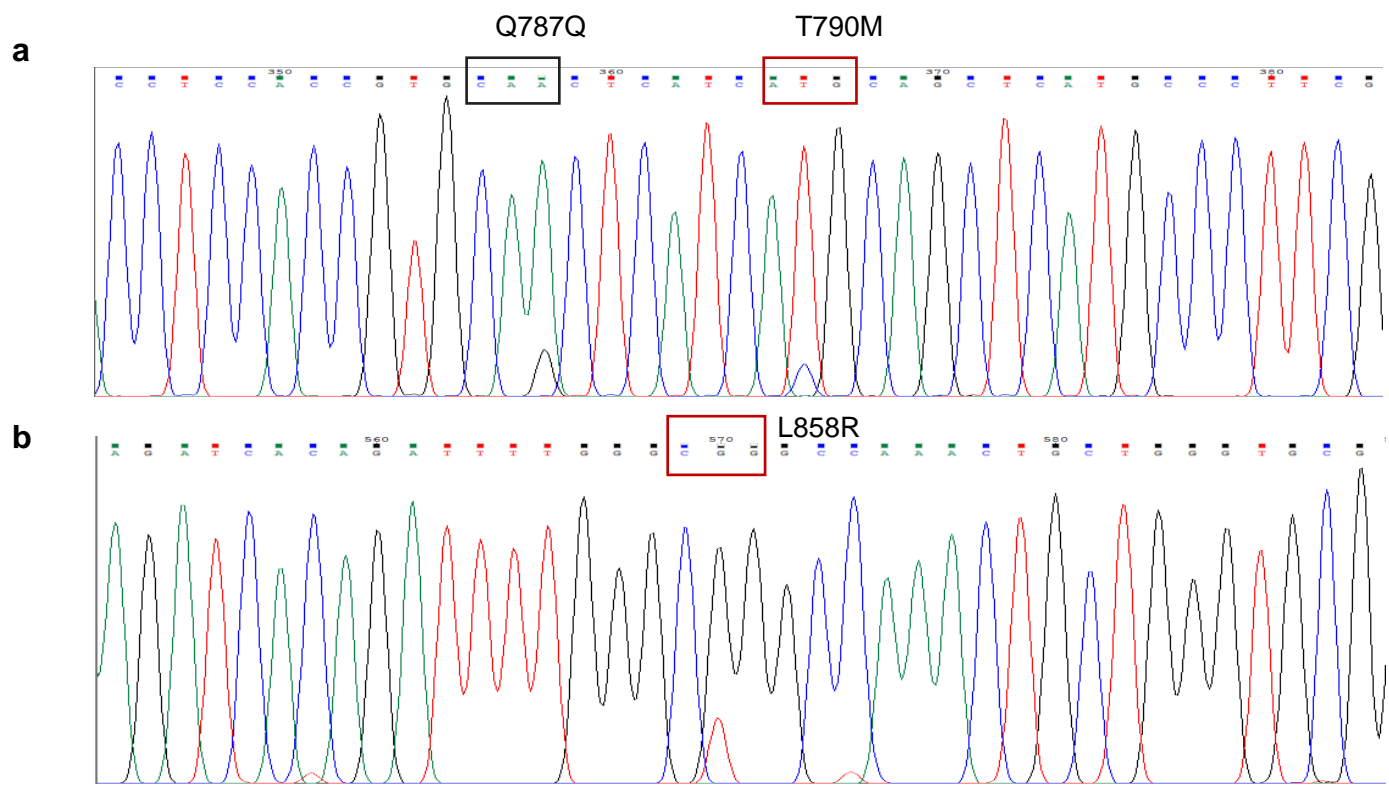 Q787Q T790M
a
350 360 370 380
C C T C C A C C G T G C A A C T C A T C A T G C A G C T C A T G C C C T T C G
b L858R
560 570 580
A G A T C A C A G A T T T T G G G C G G G C C A A A C T G C T G G G T G C G